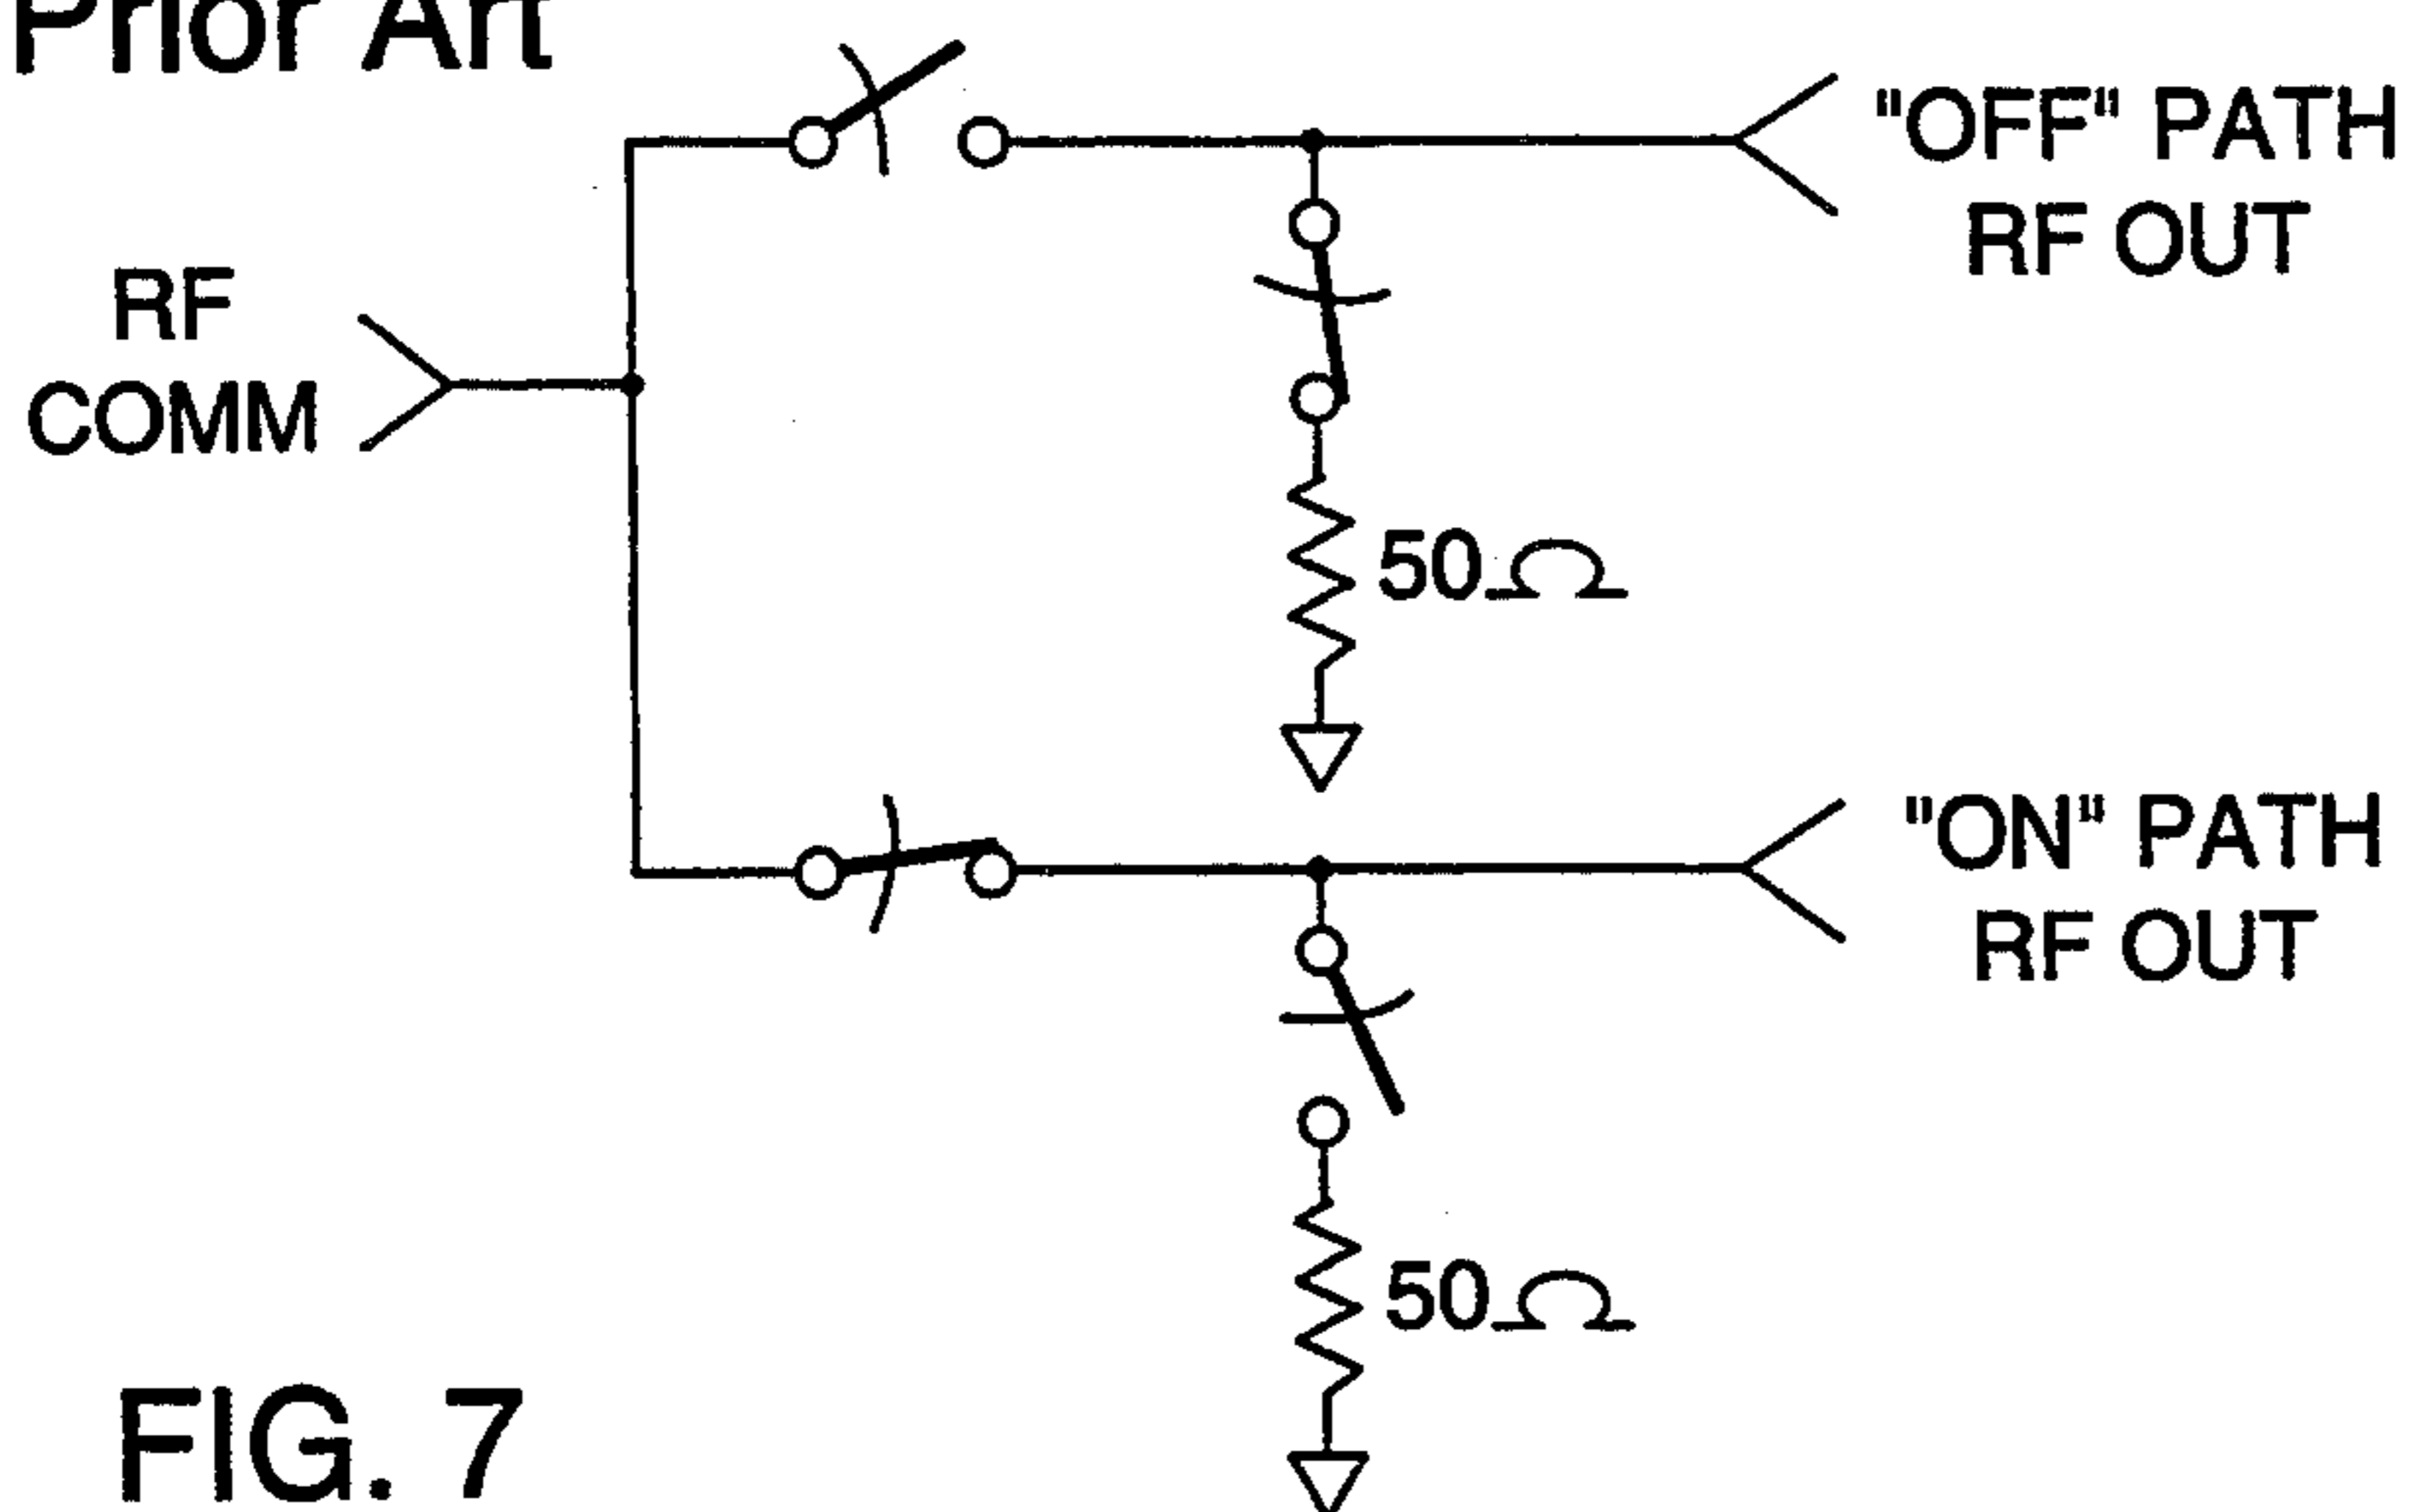 Prior Art
"OFF" PATH
RF OUT
RF
COMM
50Ω
"ON" PATH
RF OUT
50Ω
FIG. 7